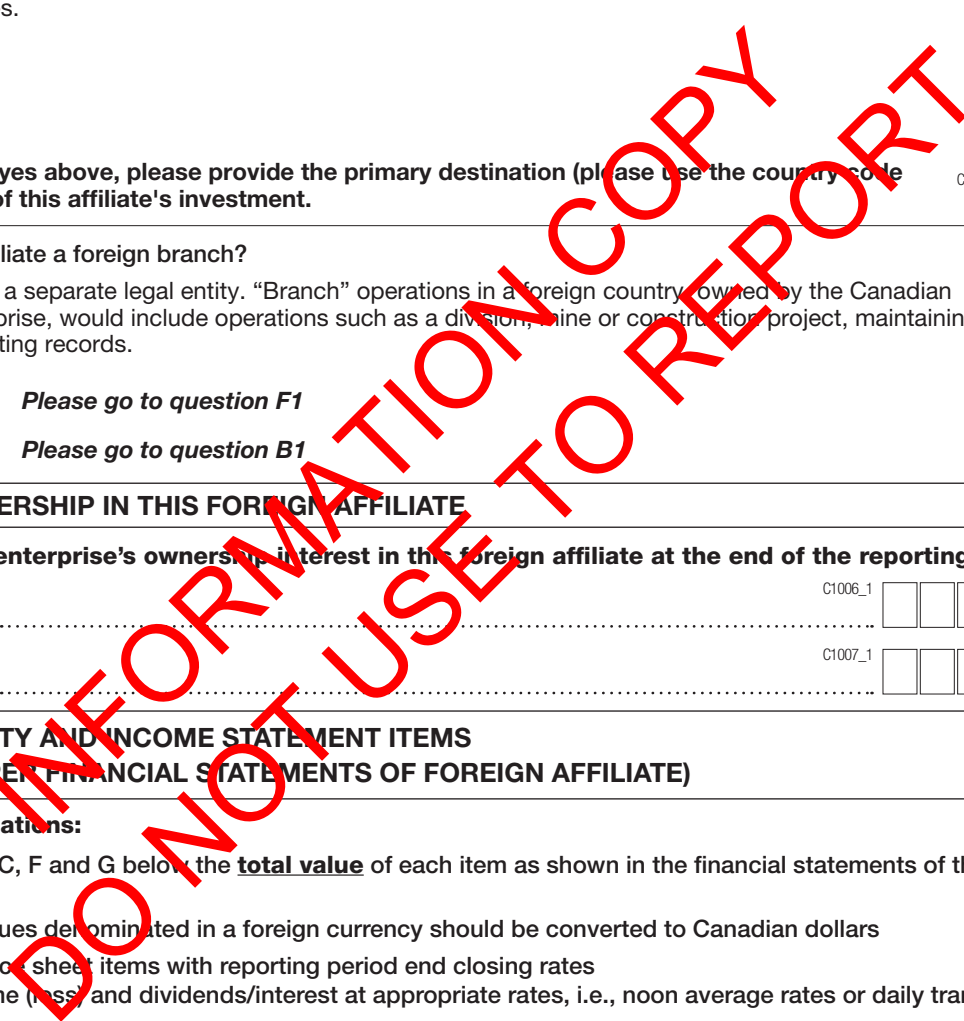 s.
yes above, please provide the primary destination (please use the country code
of this affiliate's investment.
C
liate a foreign branch?
a separate legal entity. “Branch” operations in a foreign country, owned by the Canadian
prise, would include operations such as a division, mine or construction project, maintainin
ting records.
Please go to question F1
Please go to question B1
ERSHIP IN THIS FOREIGN AFFILIATE
enterprise’s ownership interest in this foreign affiliate at the end of the reporting
C1006_1
C1007_1
TY AND INCOME STATEMENT ITEMS
ER FINANCIAL STATEMENTS OF FOREIGN AFFILIATE)
ations:
C, F and G below the total value of each item as shown in the financial statements of th
ues denominated in a foreign currency should be converted to Canadian dollars
ce sheet items with reporting period end closing rates
me (loss) and dividends/interest at appropriate rates, i.e., noon average rates or daily tran
INFORMATION COPY
DO NOT USE TO REPORT